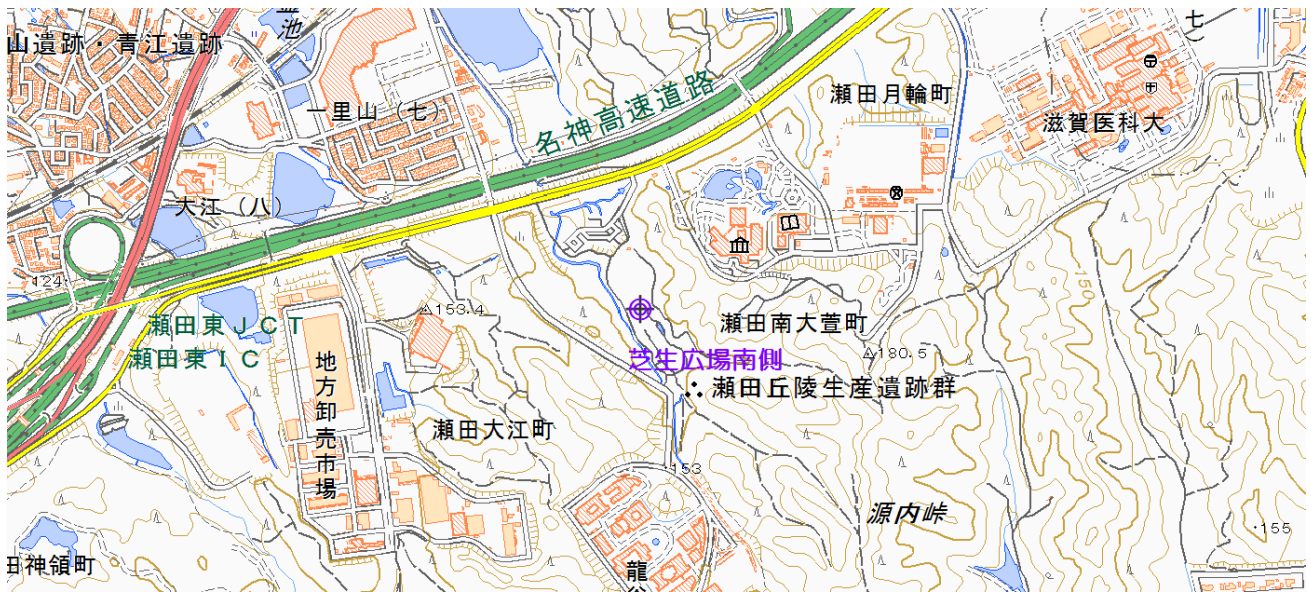 皿池
山遺跡・青江遺跡
一里山(七)
名神高速道路
瀬田月輪町
七)
滋賀医科大
大江(八)
124
瀬田東JCT
瀬田東IC
153.4
地方卸売市場
瀬田南大萱町
180.5
芝生広場南側
瀬田丘陵生産遺跡群
瀬田大江町
153
源内峠
155
田神領町
龍谷